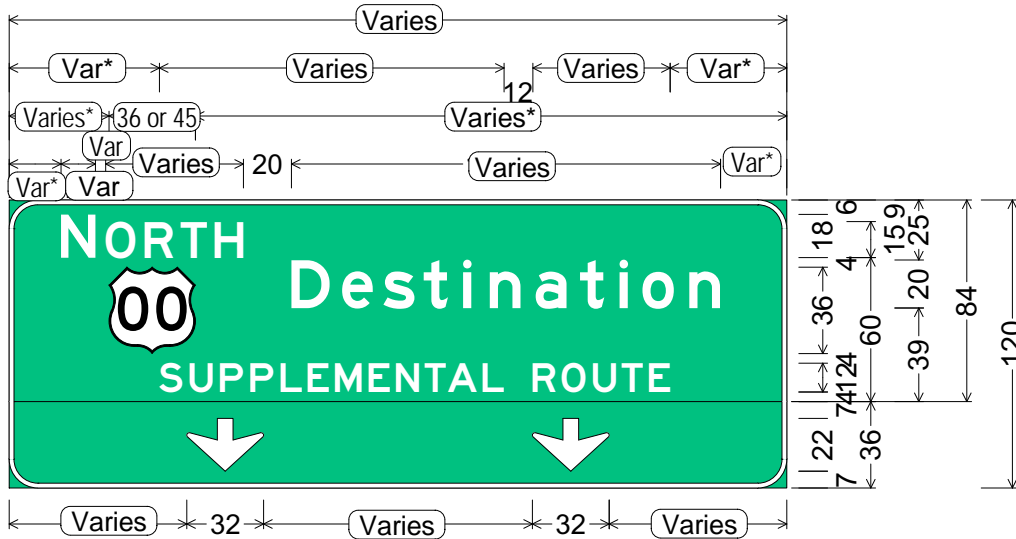 Varies
Var* Varies Varies Var*
12
Varies* 36 or 45 Varies*
Var
Varies 20 Varies Var*
Var* Var
NORTH
00
Destination
SUPPLEMENTAL ROUTE
6 18 4 36 4 12 4 7 22 7
15 60 36
9 25 20 39
84
120
Varies 32 Varies 32 Varies